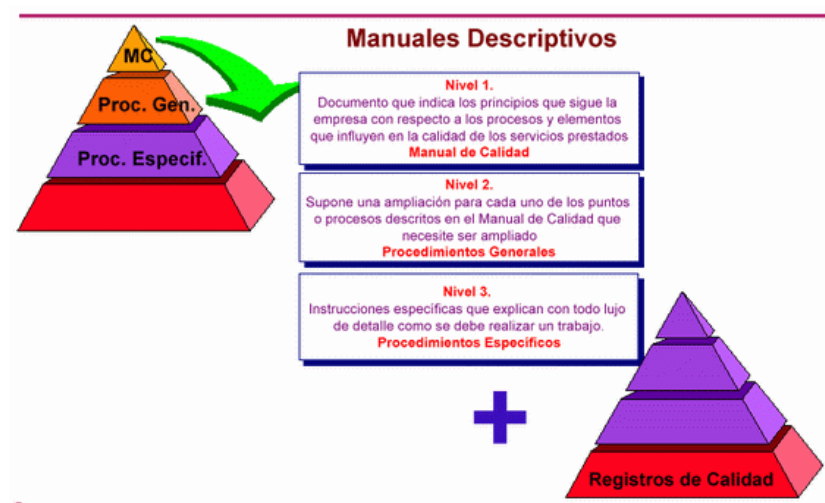 Manuales Descriptivos
MC
Proc. Gen.
Proc. Especif.
Nivel 1.
Documento que indica los principios que sigue la
empresa con respecto a los procesos y elementos
que influyen en la calidad de los servicios prestados
Manual de Calidad
Nivel 2.
Supone una ampliación para cada uno de los puntos
o procesos descritos en el Manual de Calidad que
necesite ser ampliado
Procedimientos Generales
Nivel 3.
Instrucciones específicas que explican con todo lujo
de detalle como se debe realizar un trabajo.
Procedimientos Específicos
+
Registros de Calidad